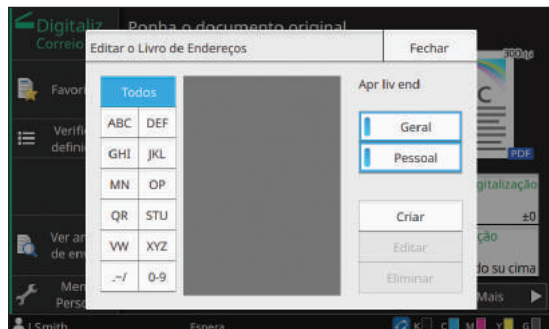 Digitaliz Ponha o documento original
Correio
Editar o Livro de Endereços Fechar
300dpi
Favori
Todos
Apr liv end
ABC DEF
Geral
Verifi
defini
GHI JKL
Pessoal
PDF
MN OP
gitalização
QR STU
Criar
±0
Ver ar
de en
VW XYZ
Editar
ção
do su cima
.~/ 0-9
Eliminar
Men
Perso
Mais
J.Smith Espera K C M Y G